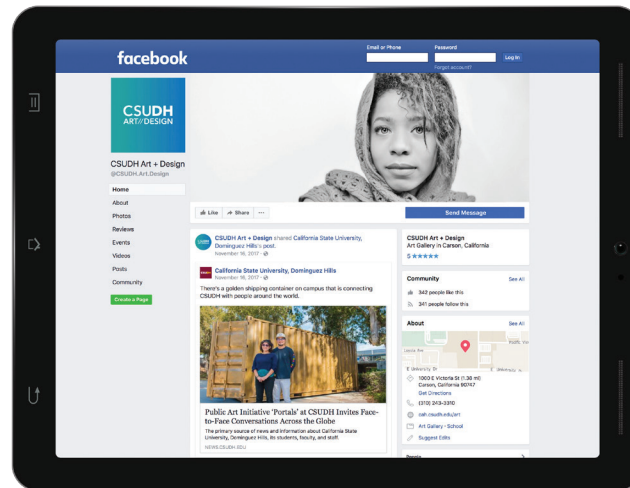 facebook
Email or Phone
Password
Log In
Forgot account?
CSUDH
ART//DESIGN
CSUDH Art + Design
@CSUDH.Art.Design
Home
About
Photos
Reviews
Events
Videos
Posts
Community
Create a Page
Like
Share
Send Message
CSUDH Art + Design shared California State University,
Dominguez Hills's post.
November 16, 2017
California State University, Dominguez Hills
November 16, 2017
There's a golden shipping container on campus that is connecting
CSUDH with people around the world.
Public Art Initiative 'Portals' at CSUDH Invites Face-
to-Face Conversations Across the Globe
The primary source of news and information about California State
University, Dominguez Hills, its students, faculty, and staff.
NEWS.CSUDH.EDU
CSUDH Art + Design
Art Gallery in Carson, California
5 ★★★★★
Community
See All
342 people like this
341 people follow this
About
See All
E University Dr
1000 E Victoria St (1.36 mi)
Carson, California 90747
Get Directions
(310) 243-3310
cah.csudh.edu/art
Art Gallery · School
Suggest Edits
People